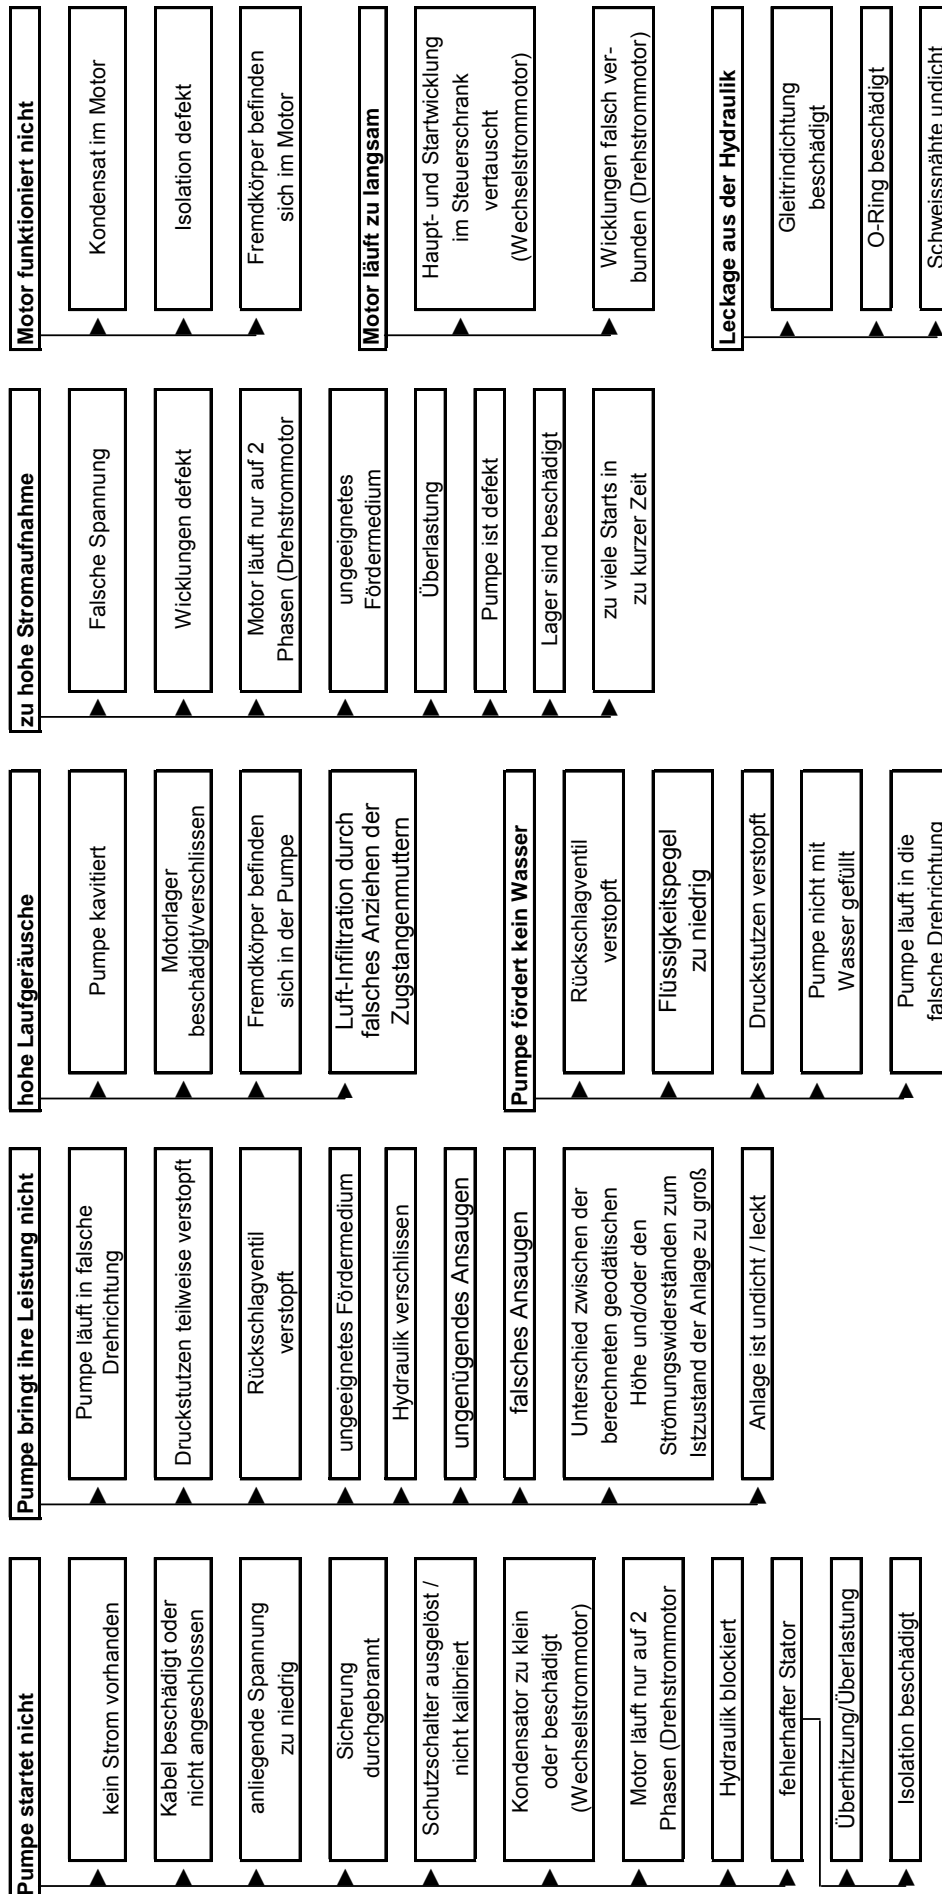 Pumpe startet nicht
kein Strom vorhanden
Kabel beschädigt oder
nicht angeschlossen
anliegende Spannung
zu niedrig
Sicherung
durchgebrannt
Schutzschalter ausgelöst /
nicht kalibriert
Kondensator zu klein
oder beschädigt
(Wechselstrommotor)
Motor läuft nur auf 2
Phasen (Drehstrommotor
Hydraulik blockiert
fehlerhafter Stator
Überhitzung/Überlastung
Isolation beschädigt
Pumpe bringt ihre Leistung nicht
Pumpe läuft in falsche
Drehrichtung
Druckstutzen teilweise verstopft
Rückschlagventil
verstopft
ungeeignetes Fördermedium
Hydraulik verschlissen
ungenügendes Ansaugen
falsches Ansaugen
Unterschied zwischen der
berechneten geodätischen
Höhe und/oder den
Strömungswiderständen zum
Istzustand der Anlage zu groß
Anlage ist undicht / leckt
hohe Laufgeräusche
Pumpe kavitiert
Motorlager
beschädigt/verschlissen
Fremdkörper befinden
sich in der Pumpe
Luft-Infiltration durch
falsches Anziehen der
Zugstangenmuttern
Pumpe fördert kein Wasser
Rückschlagventil
verstopft
Flüssigkeitspegel
zu niedrig
Druckstutzen verstopft
Pumpe nicht mit
Wasser gefüllt
Pumpe läuft in die
falsche Drehrichtung
zu hohe Stromaufnahme
Falsche Spannung
Wicklungen defekt
Motor läuft nur auf 2
Phasen (Drehstrommotor
ungeeignetes
Fördermedium
Überlastung
Pumpe ist defekt
Lager sind beschädigt
zu viele Starts in
zu kurzer Zeit
Motor funktioniert nicht
Kondensat im Motor
Isolation defekt
Fremdkörper befinden
sich im Motor
Motor läuft zu langsam
Haupt- und Startwicklung
im Steuerschrank
vertauscht
(Wechselstrommotor)
Wicklungen falsch ver-
bunden (Drehstrommotor)
Leckage aus der Hydraulik
Gleitrindichtung
beschädigt
O-Ring beschädigt
Schweissnähte undicht